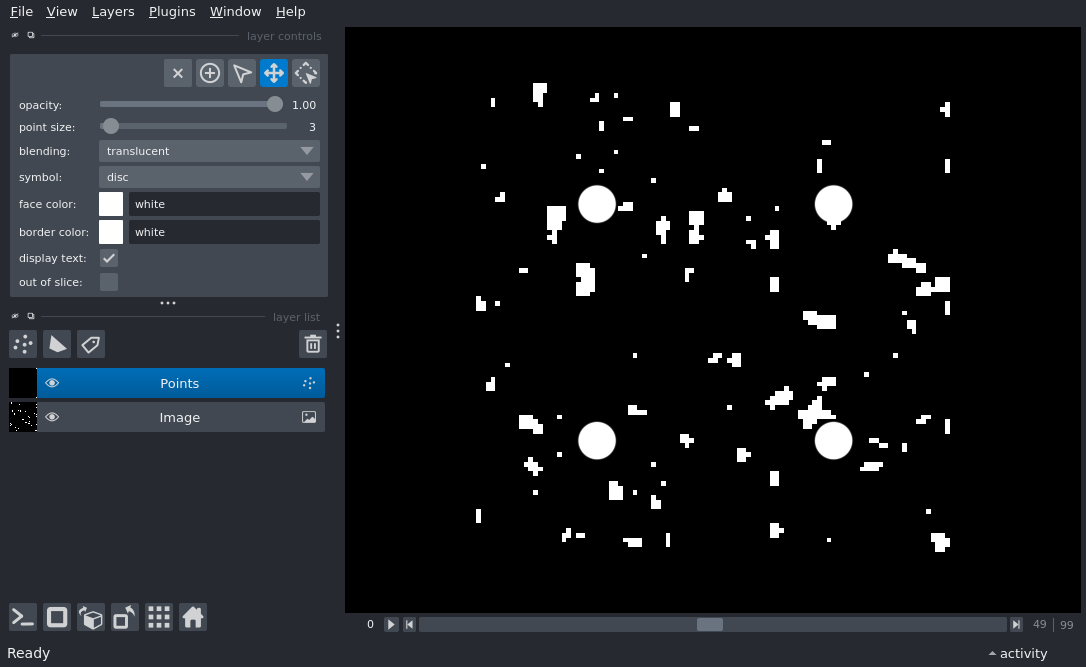 File View Layers Plugins Window Help
layer controls
opacity: 1.00
point size: 3
blending: translucent
symbol: disc
face color: white
border color: white
display text:
out of slice:
layer list
Points
Image
0 49 99
Ready activity